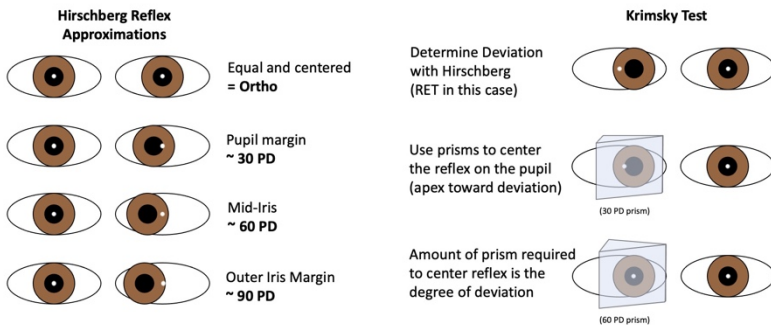 Hirschberg Reflex
Approximations
Equal and centered
= Ortho
Pupil margin
~ 30 PD
Mid-Iris
~ 60 PD
Outer Iris Margin
~ 90 PD
Krimsky Test
Determine Deviation
with Hirschberg
(RET in this case)
Use prisms to center
the reflex on the pupil
(apex toward deviation)
(30 PD prism)
Amount of prism required
to center reflex is the
degree of deviation
(60 PD prism)